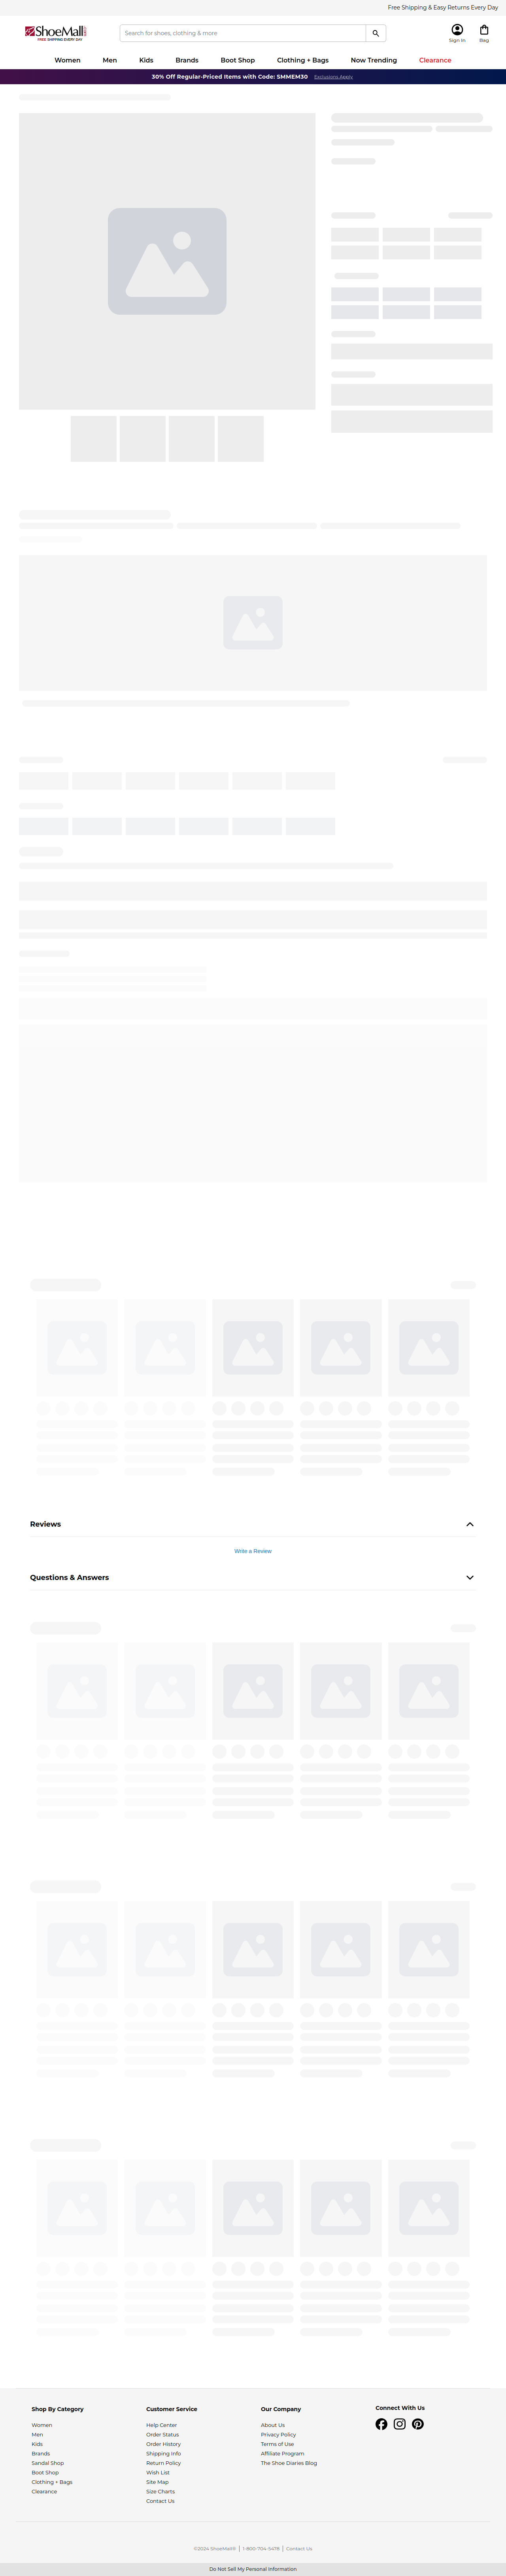 Free Shipping & Easy Returns Every Day
ShoeMall
FREE SHIPPING EVERY DAY
Search for shoes, clothing & more
Sign In
Bag
Women Men Kids Brands Boot Shop Clothing + Bags Now Trending Clearance
30% Off Regular-Priced Items with Code: SMMEM30 Exclusions Apply
Reviews
Write a Review
Questions & Answers
Shop By Category
Women
Men
Kids
Brands
Sandal Shop
Boot Shop
Clothing + Bags
Clearance
Customer Service
Help Center
Order Status
Order History
Shipping Info
Return Policy
Wish List
Site Map
Size Charts
Contact Us
Our Company
About Us
Privacy Policy
Terms of Use
Affiliate Program
The Shoe Diaries Blog
Connect With Us
©2024 ShoeMall® 1-800-704-5478 Contact Us
Do Not Sell My Personal Information